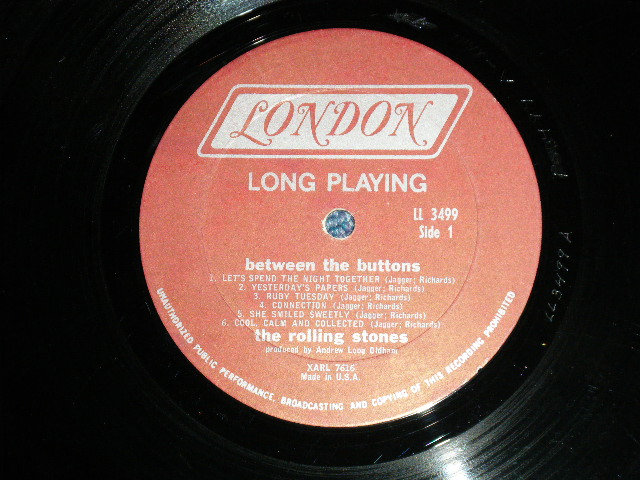 LONDON
LONG PLAYING
LL 3499
Side 1
between the buttons
1. LET'S SPEND THE NIGHT TOGETHER (Jagger; Richards)
2. YESTERDAY'S PAPERS (Jagger; Richards)
3. RUBY TUESDAY (Jagger; Richards)
4. CONNECTION (Jagger; Richards)
5. SHE SMILED SWEETLY (Jagger; Richards)
6. COOL, CALM AND COLLECTED (Jagger; Richards)
the rolling stones
produced by Andrew Loog Oldham
XARL 7616
Made in U.S.A.
UNAUTHORIZED PUBLIC PERFORMANCE, BROADCASTING AND COPYING OF THIS RECORDING PROHIBITED
LL3499 A